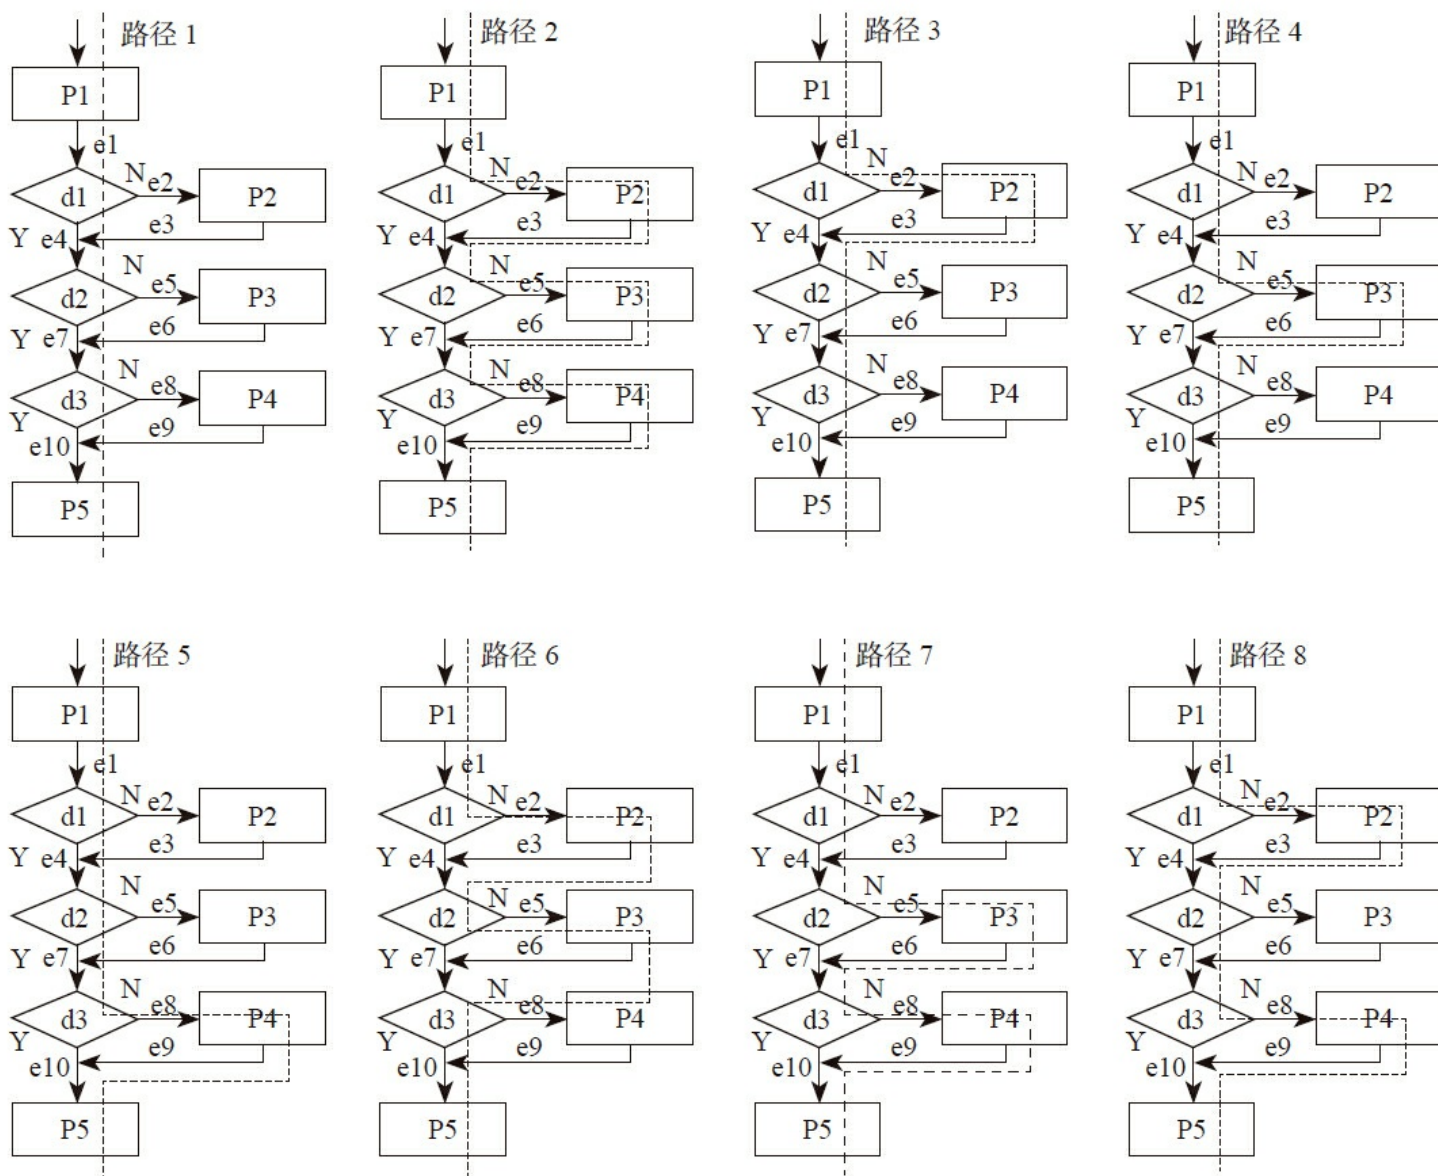 路径 1 路径 2 路径 3 路径 4
P1 P1 P1 P1
e1 e1 e1 e1
d1 N e2 P2 d1 N e2 P2 d1 N e2 P2 d1 N e2 P2
Y e4 e3 Y e4 e3 Y e4 e3 Y e4 e3
d2 N e5 P3 d2 N e5 P3 d2 N e5 P3 d2 N e5 P3
Y e7 e6 Y e7 e6 Y e7 e6 Y e7 e6
d3 N e8 P4 d3 N e8 P4 d3 N e8 P4 d3 N e8 P4
Y e10 e9 Y e10 e9 Y e10 e9 Y e10 e9
P5 P5 P5 P5
路径 5 路径 6 路径 7 路径 8
P1 P1 P1 P1
e1 e1 e1 e1
d1 N e2 P2 d1 N e2 P2 d1 N e2 P2 d1 N e2 P2
Y e4 e3 Y e4 e3 Y e4 e3 Y e4 e3
d2 N e5 P3 d2 N e5 P3 d2 N e5 P3 d2 N e5 P3
Y e7 e6 Y e7 e6 Y e7 e6 Y e7 e6
d3 N e8 P4 d3 N e8 P4 d3 N e8 P4 d3 N e8 P4
Y e10 e9 Y e10 e9 Y e10 e9 Y e10 e9
P5 P5 P5 P5